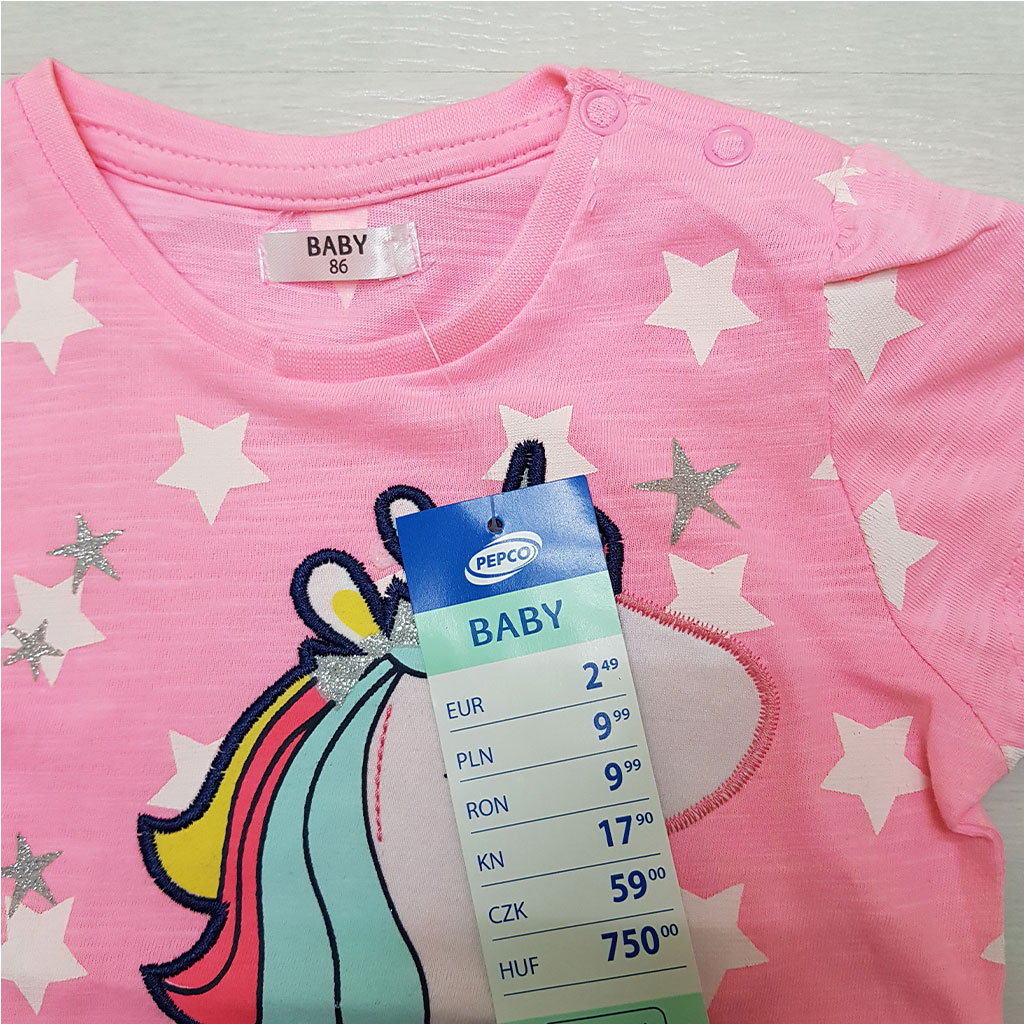 BABY
86
PEPCO
BABY
EUR 2 49
PLN 9 99
RON 9 99
KN 17 90
CZK 59 00
HUF 750 00